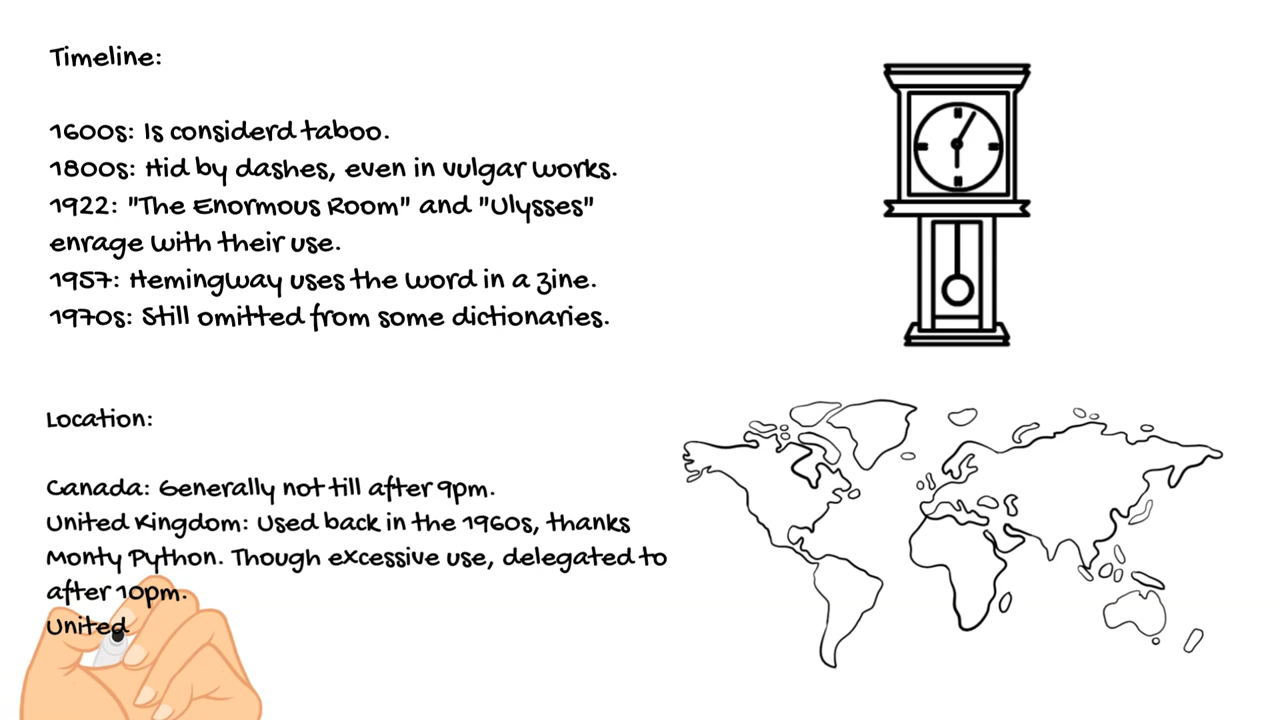 Timeline:
1600s: Is considerd taboo.
1800s: Hid by dashes, even in vulgar works.
1922: "The Enormous Room" and "Ulysses"
enrage with their use.
1957: Hemingway uses the word in a zine.
1970s: Still omitted from some dictionaries.
Location:
Canada: Generally not till after 9pm.
United Kingdom: Used back in the 1960s, thanks
Monty Python. Though excessive use, delegated to
after 10pm.
United